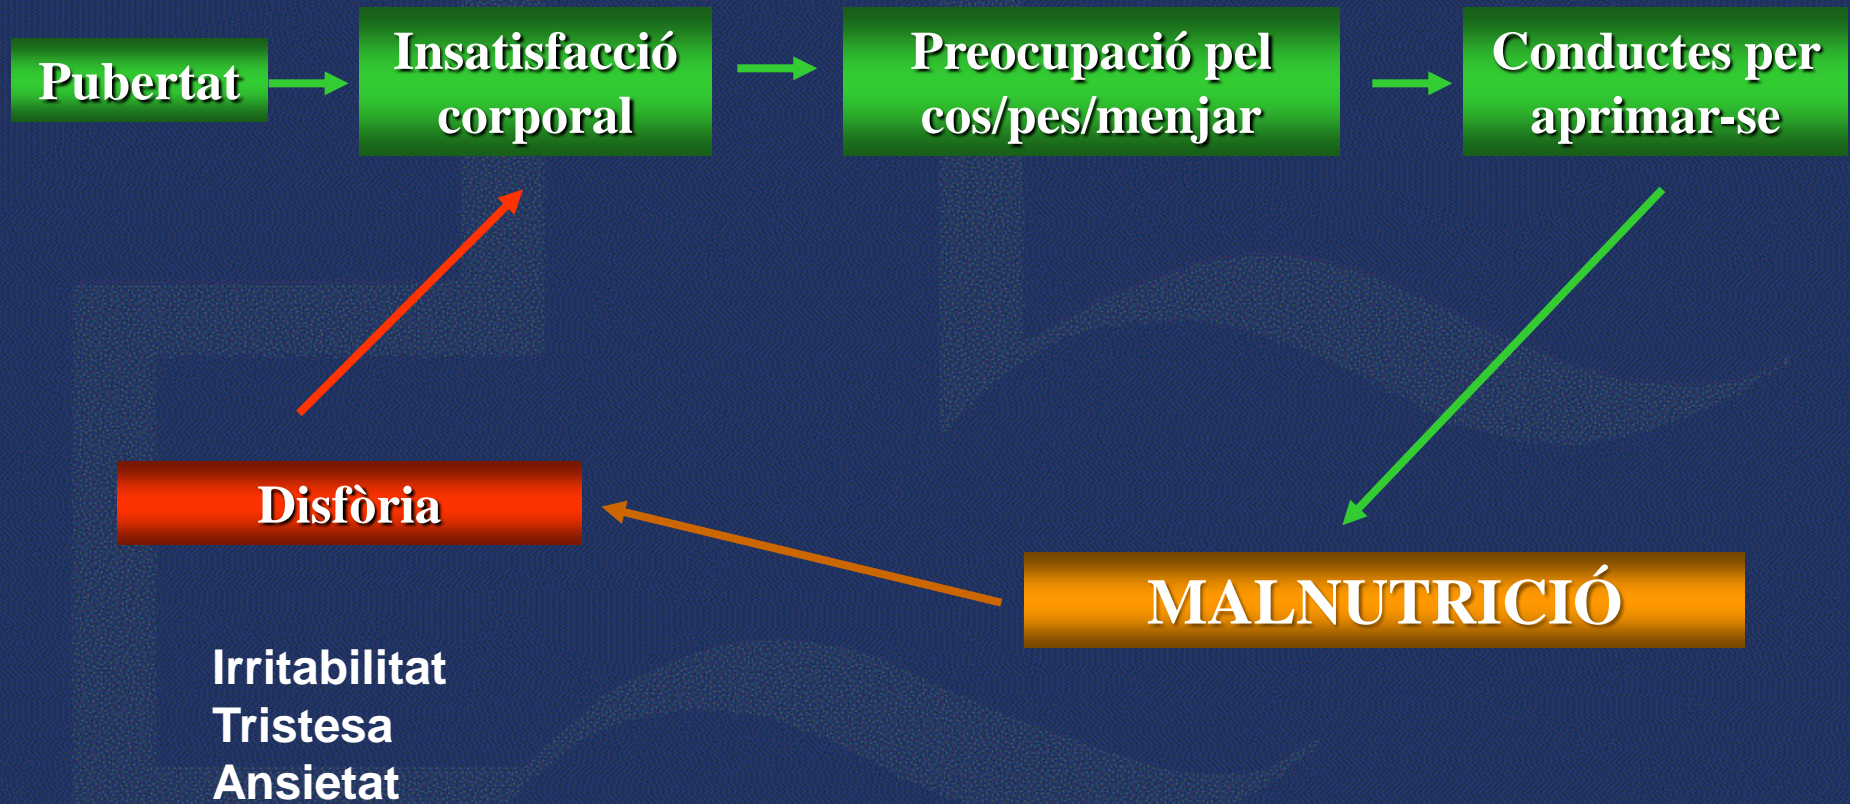 Pubertat
Insatisfacció
corporal
Preocupació pel
cos/pes/menjar
Conductes per
aprimar-se
Disfòria
MALNUTRICIÓ
Irritabilitat
Tristesa
Ansietat